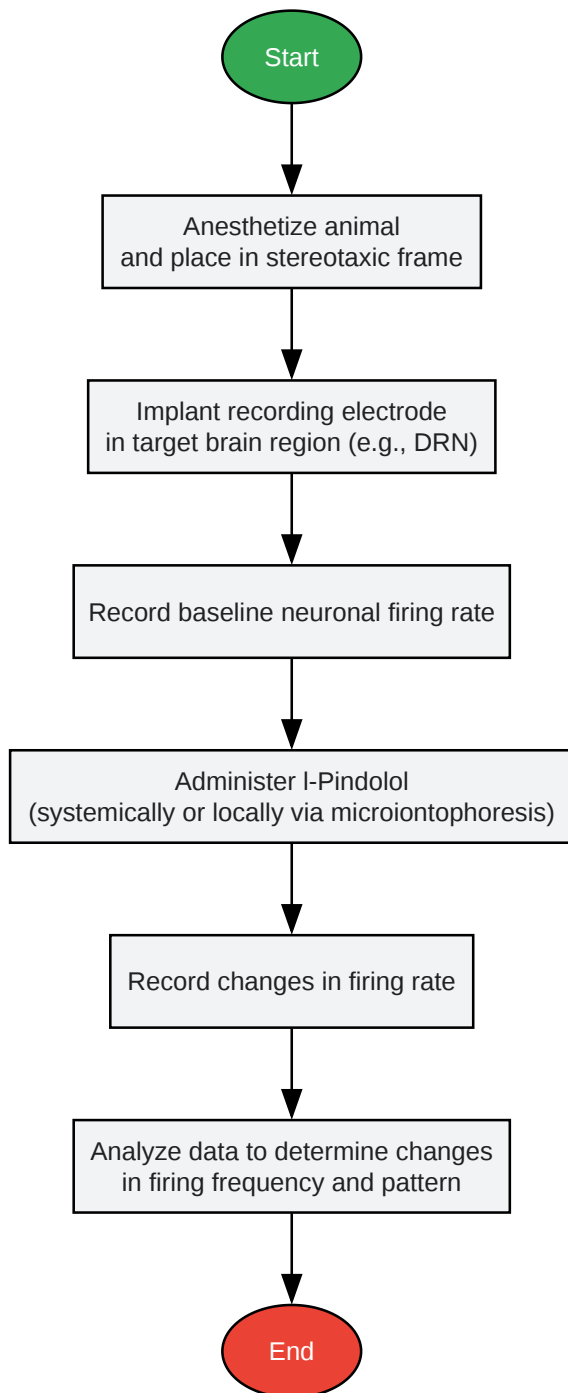 Start
Anesthetize animal
and place in stereotaxic frame
Implant recording electrode
in target brain region (e.g., DRN)
Record baseline neuronal firing rate
Administer l-Pindolol
(systemically or locally via microiontophoresis)
Record changes in firing rate
Analyze data to determine changes
in firing frequency and pattern
End